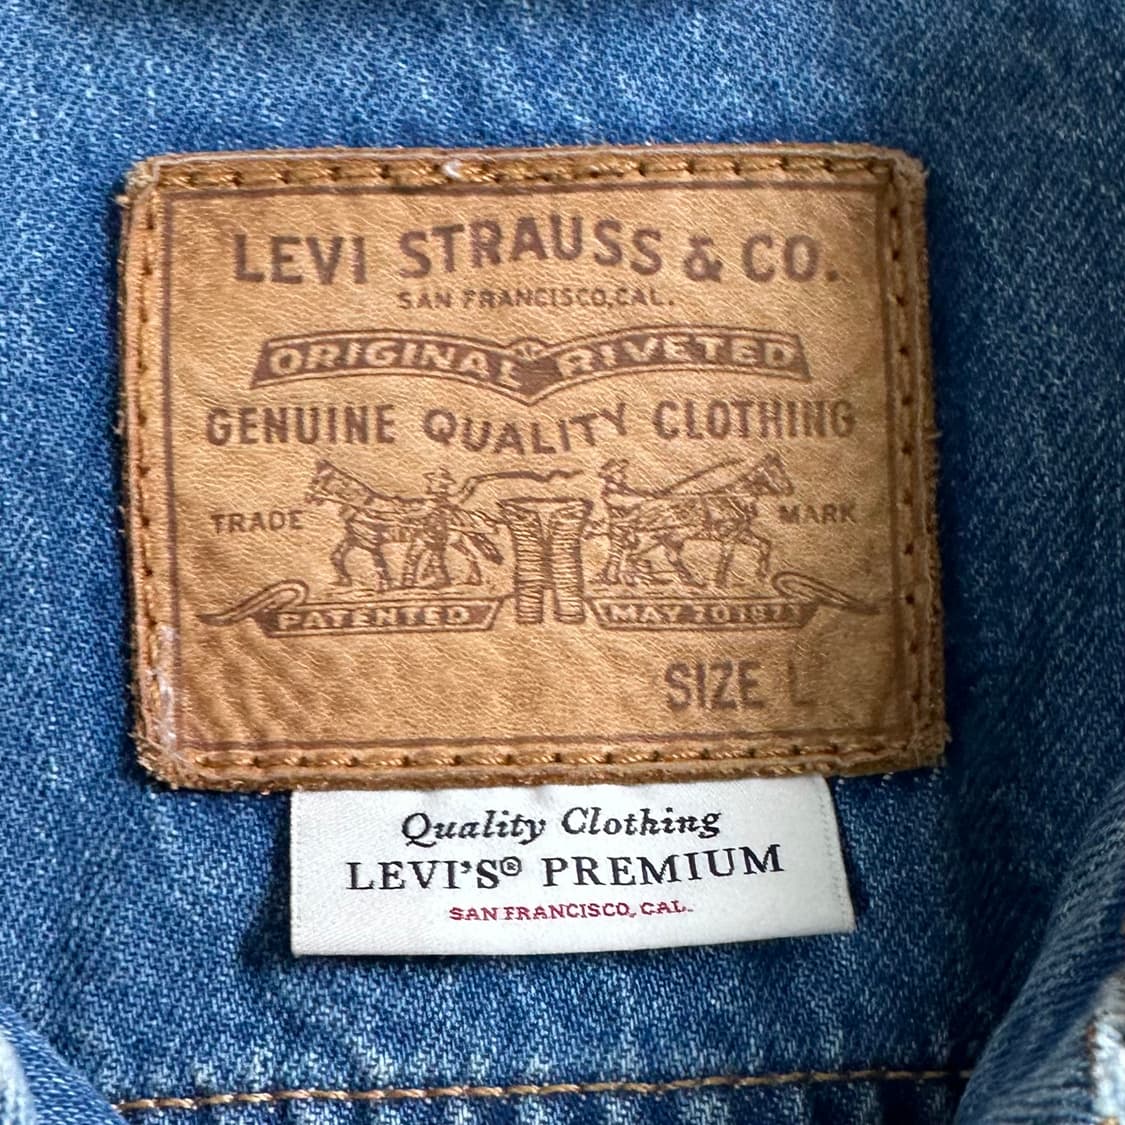 LEVI STRAUSS & CO.
SAN FRANCISCO, CAL.
ORIGINAL RIVETED
GENUINE QUALITY CLOTHING
TRADE MARK
PATENTED MAY 20 1873
SIZE L
Quality Clothing
LEVI'S® PREMIUM
SAN FRANCISCO, CAL.